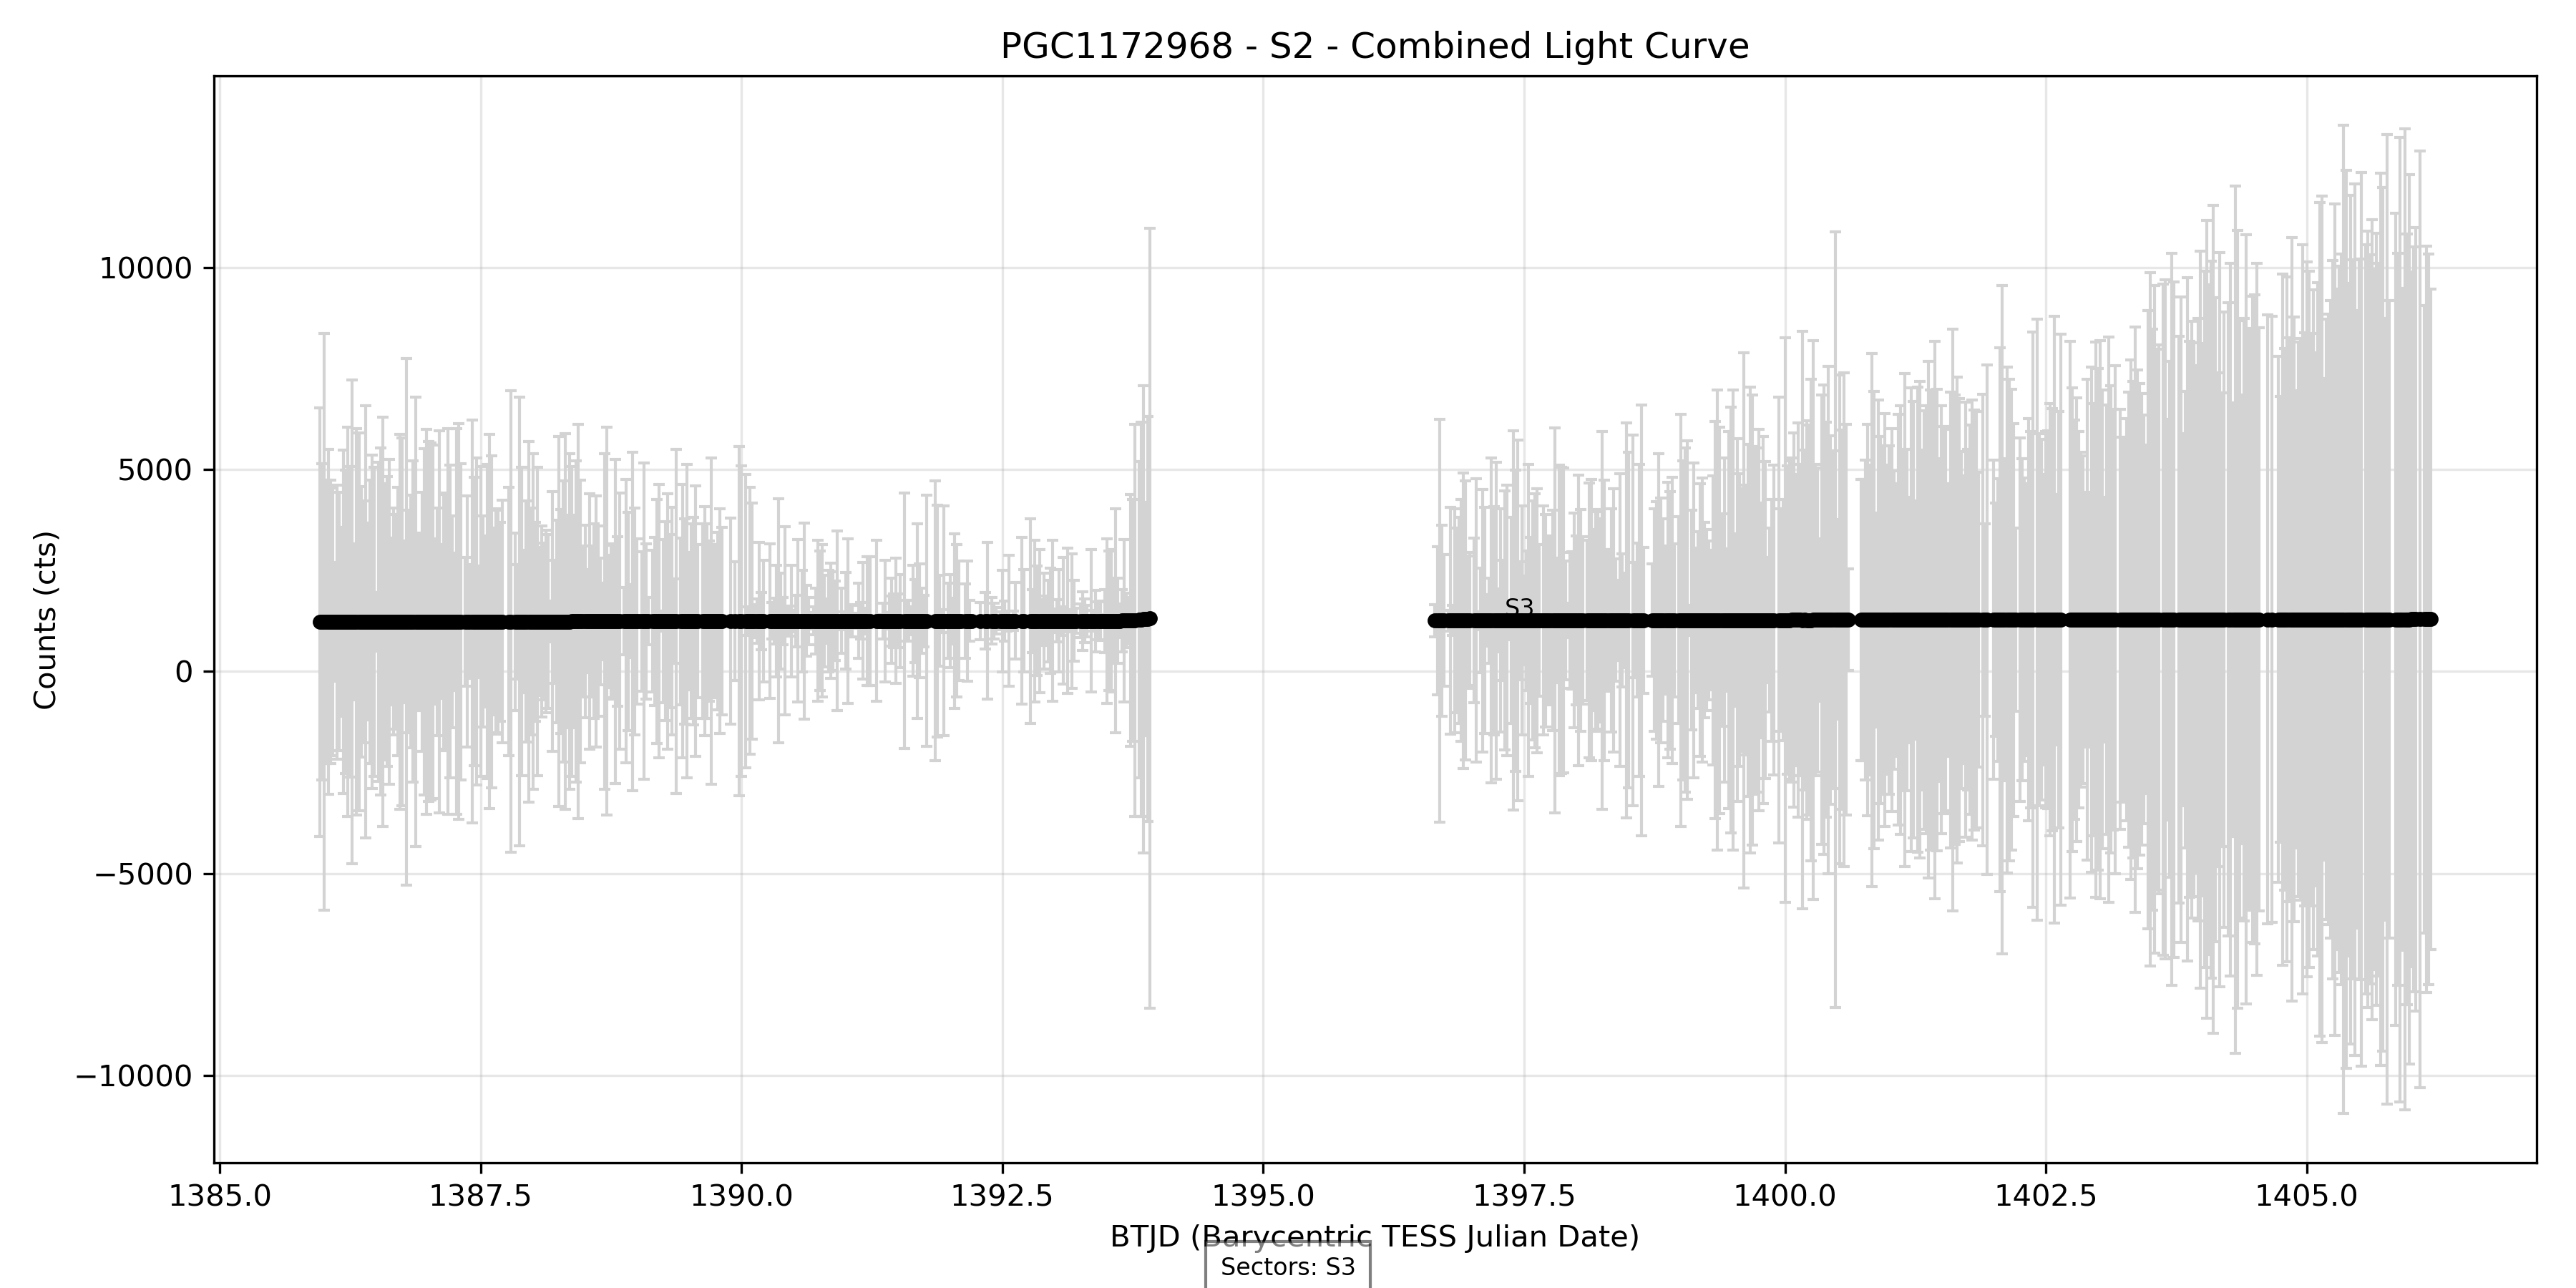 PGC1172968 - S2 - Combined Light Curve
Counts (cts)
10000
5000
0
−5000
−10000
S3
1385.0 1387.5 1390.0 1392.5 1395.0 1397.5 1400.0 1402.5 1405.0
BTJD (Barycentric TESS Julian Date)
Sectors: S3